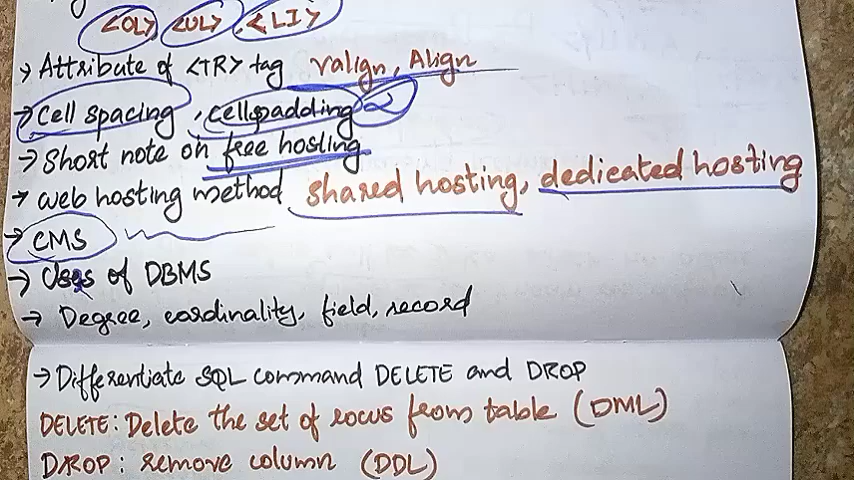 <OL> <UL> <LI>
→ Attribute of <TR> tag Valign, Align
→ Cell spacing, cellpadding 2
→ Short note on free hosting
→ web hosting method shared hosting, dedicated hosting
→ CMS
→ Uses of DBMS
→ Degree, cardinality, field, record
→ Differentiate SQL command DELETE and DROP
DELETE: Delete the set of rows from table (DML)
DROP: remove column (DDL)